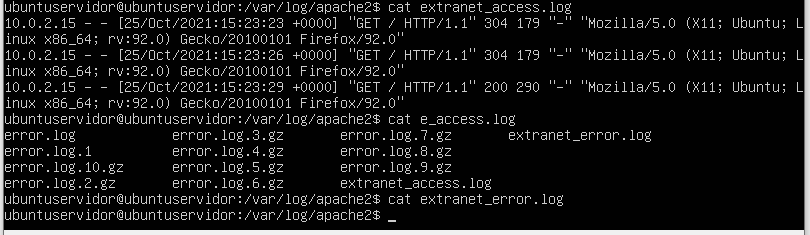 ubuntuservidor@ubuntuservidor:/var/log/apache2$ cat extranet_access.log
10.0.2.15 - - [25/Oct/2021:15:23:23 +0000] "GET / HTTP/1.1" 304 179 "-" "Mozilla/5.0 (X11; Ubuntu; L
inux x86_64; rv:92.0) Gecko/20100101 Firefox/92.0"
10.0.2.15 - - [25/Oct/2021:15:23:26 +0000] "GET / HTTP/1.1" 304 179 "-" "Mozilla/5.0 (X11; Ubuntu; L
inux x86_64; rv:92.0) Gecko/20100101 Firefox/92.0"
10.0.2.15 - - [25/Oct/2021:15:23:29 +0000] "GET / HTTP/1.1" 200 290 "-" "Mozilla/5.0 (X11; Ubuntu; L
inux x86_64; rv:92.0) Gecko/20100101 Firefox/92.0"
ubuntuservidor@ubuntuservidor:/var/log/apache2$ cat e_access.log
error.log error.log.3.gz error.log.7.gz extranet_error.log
error.log.1 error.log.4.gz error.log.8.gz
error.log.10.gz error.log.5.gz error.log.9.gz
error.log.2.gz error.log.6.gz extranet_access.log
ubuntuservidor@ubuntuservidor:/var/log/apache2$ cat extranet_error.log
ubuntuservidor@ubuntuservidor:/var/log/apache2$ _